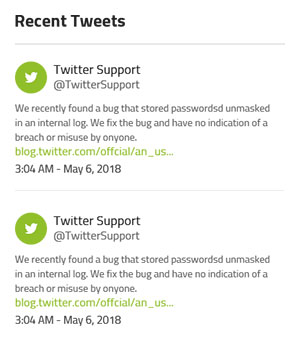 Recent Tweets
Twitter Support
@TwitterSupport
We recently found a bug that stored passwordsd unmasked
in an internal log. We fix the bug and have no indication of a
breach or misuse by onyone.
blog.twitter.com/offcial/an_us...
3:04 AM - May 6, 2018
Twitter Support
@TwitterSupport
We recently found a bug that stored passwordsd unmasked
in an internal log. We fix the bug and have no indication of a
breach or misuse by onyone.
blog.twitter.com/offcial/an_us...
3:04 AM - May 6, 2018